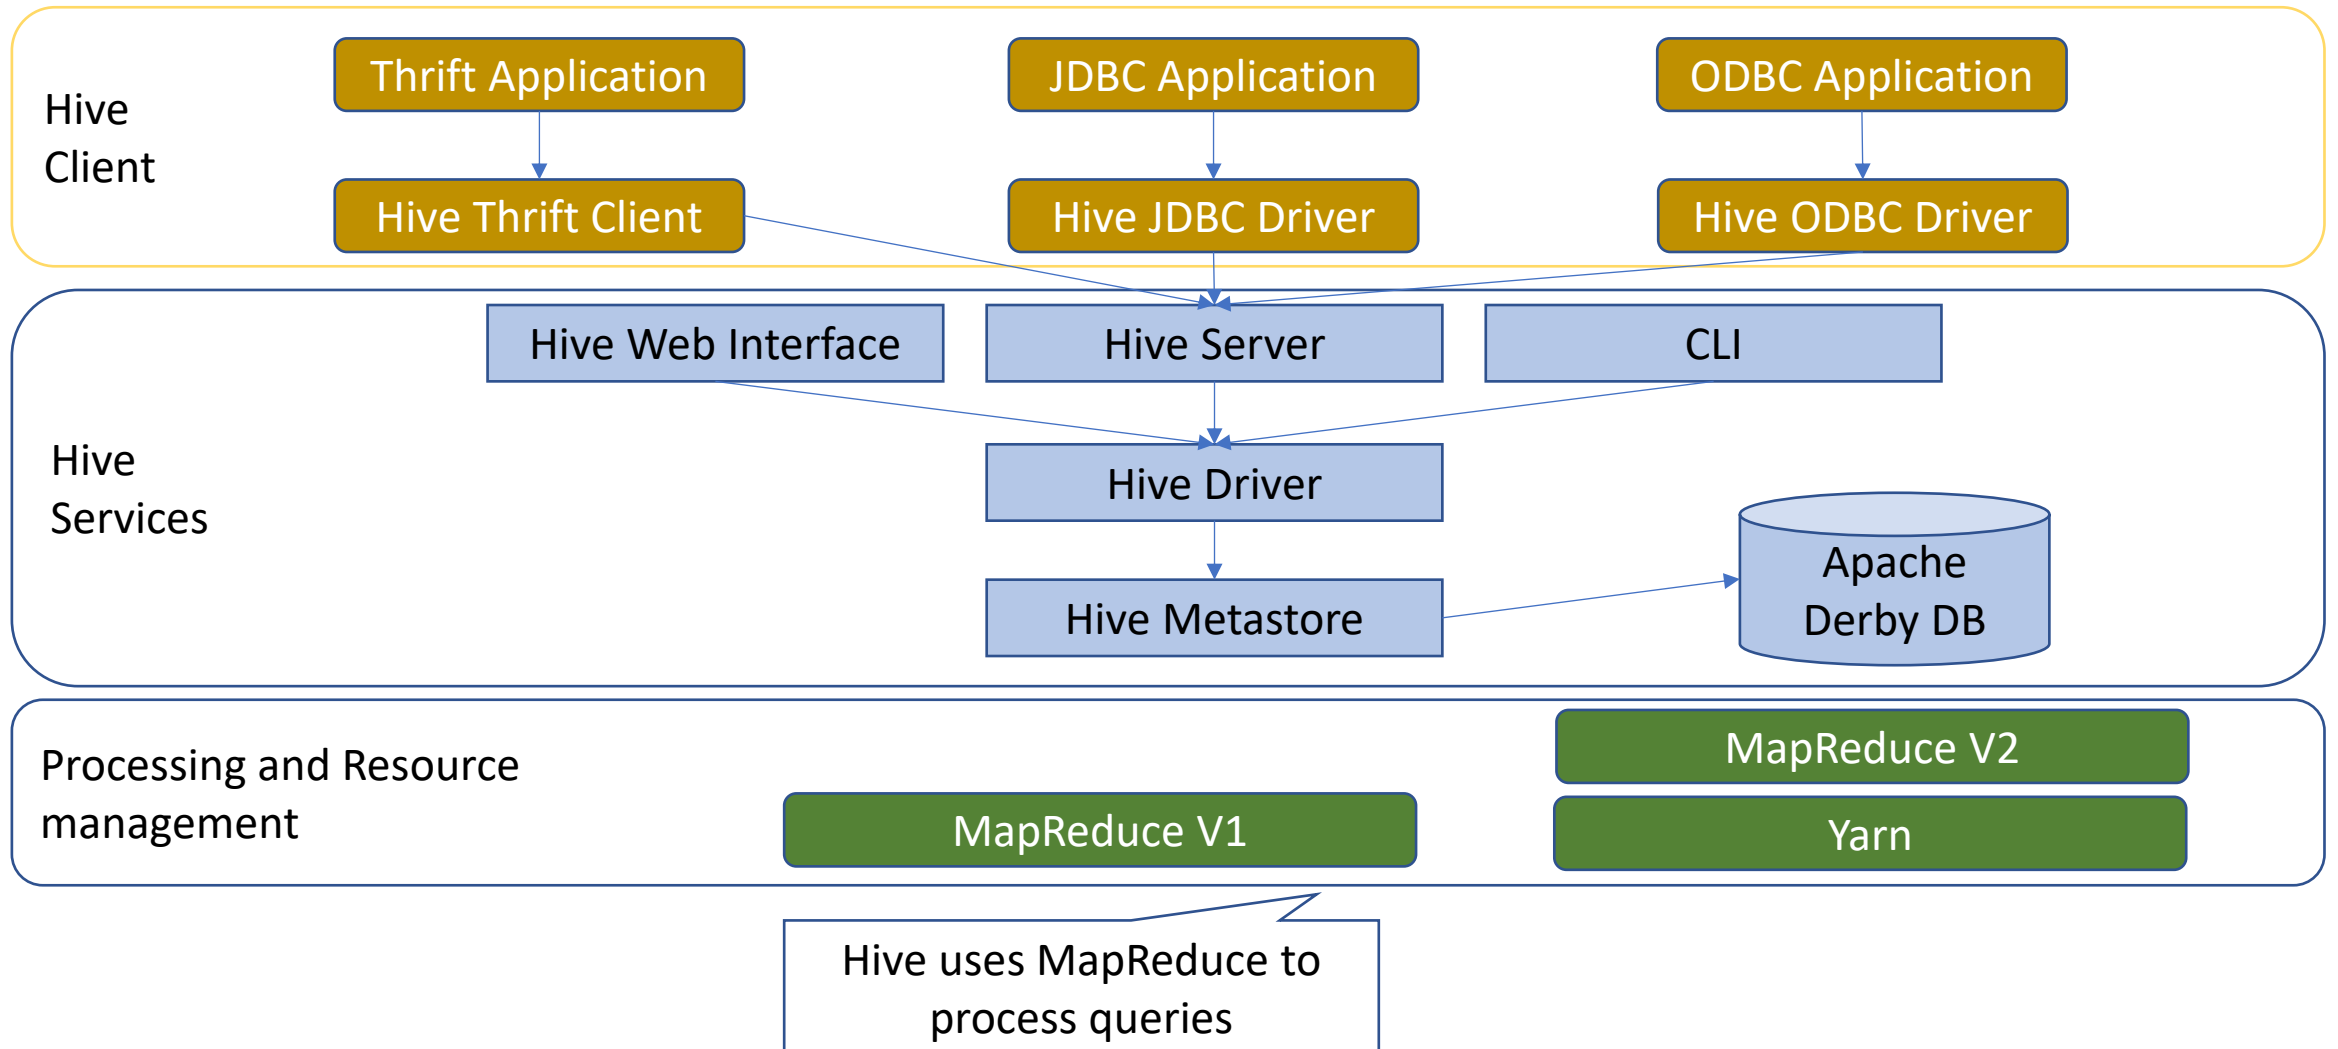 Thrift Application
JDBC Application
ODBC Application
Hive
Client
Hive Thrift Client
Hive JDBC Driver
Hive ODBC Driver
Hive Web Interface
Hive Server
CLI
Hive
Services
Hive Driver
Apache
Derby DB
Hive Metastore
Processing and Resource
management
MapReduce V2
MapReduce V1
Yarn
Hive uses MapReduce to
process queries